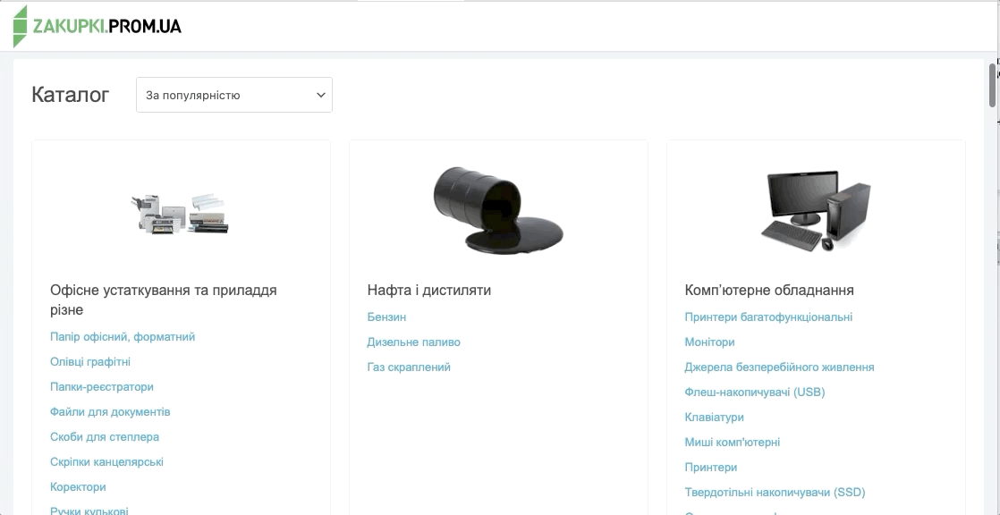 ZAKUPKI.PROM.UA
Каталог
За популярністю
Офісне устаткування та приладдя
різне
Папір офісний, форматний
Олівці графітні
Папки-реєстратори
Файли для документів
Скоби для степлера
Скріпки канцелярські
Коректори
Ручки кулькові
Нафта і дистиляти
Бензин
Дизельне паливо
Газ скраплений
Комп’ютерне обладнання
Принтери багатофункціональні
Монітори
Джерела безперебійного живлення
Флеш-накопичувачі (USB)
Клавіатури
Миші комп'ютерні
Принтери
Твердотільні накопичувачи (SSD)